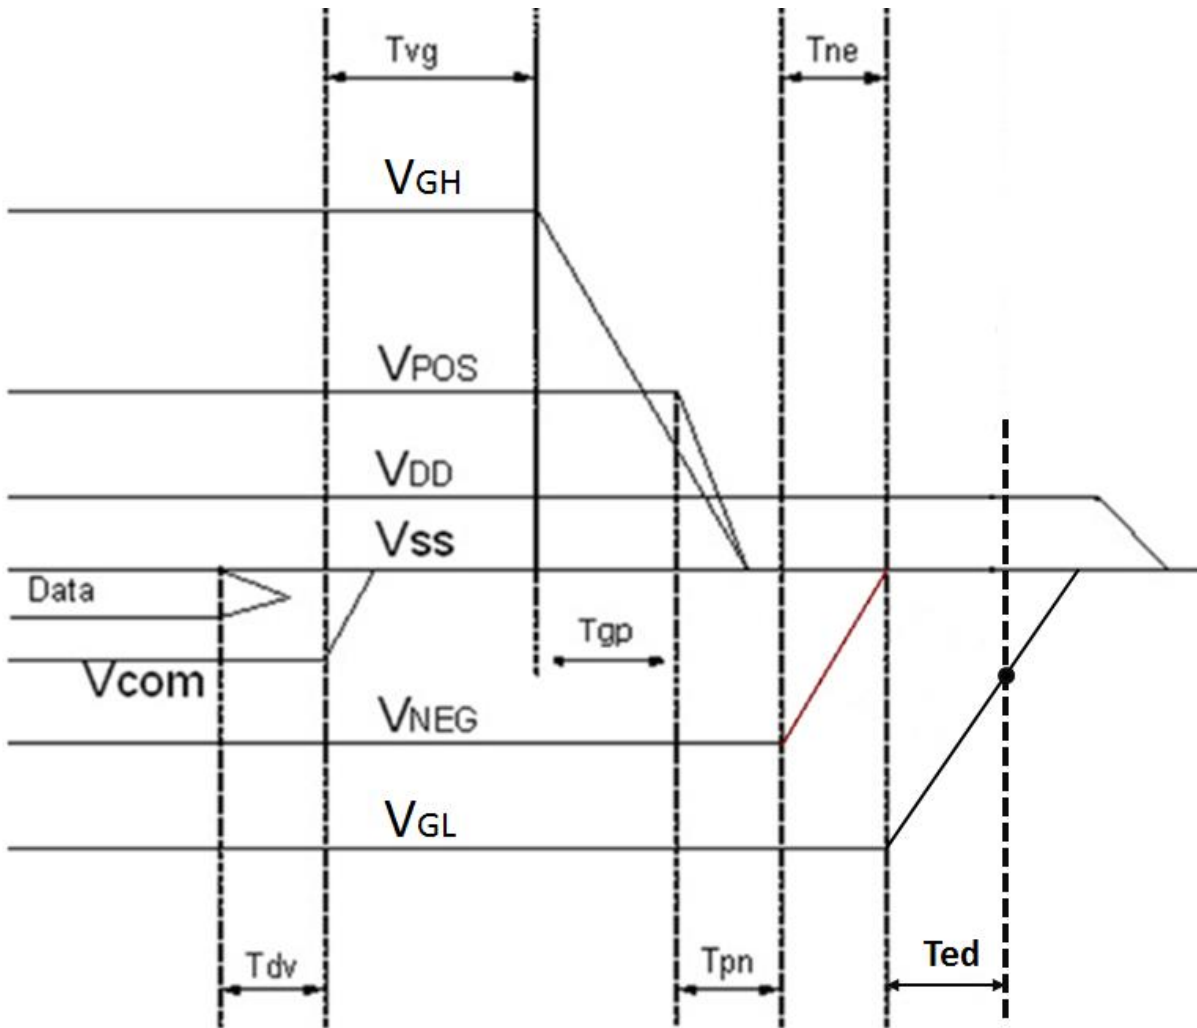 Tvg
Tne
VGH
VPOS
VDD
Vss
Data
Tgp
Vcom
VNEG
VGL
Tdv
Tpn
Ted